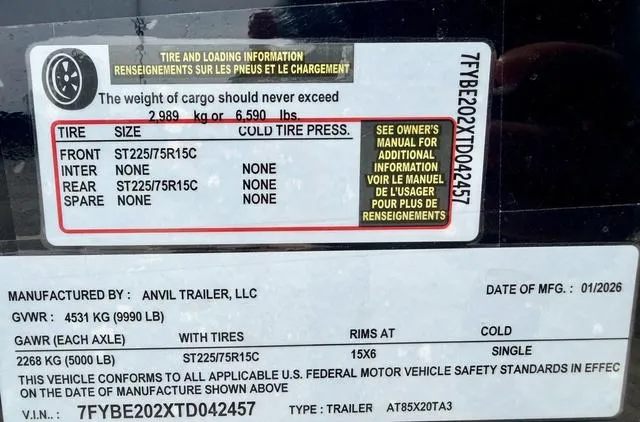 TIRE AND LOADING INFORMATION
RENSEIGNEMENTS SUR LES PNEUS ET LE CHARGEMENT
The weight of cargo should never exceed
2,989 kg or 6,590 lbs.
TIRE SIZE COLD TIRE PRESS.
FRONT ST225/75R15C
INTER NONE NONE
REAR ST225/75R15C NONE
SPARE NONE NONE
SEE OWNER'S
MANUAL FOR
ADDITIONAL
INFORMATION
VOIR LE MANUEL
DE L'USAGER
POUR PLUS DE
RENSEIGNEMENTS
7FYBE202XTD042457
MANUFACTURED BY : ANVIL TRAILER, LLC DATE OF MFG. : 01/2026
GVWR : 4531 KG (9990 LB)
GAWR (EACH AXLE) WITH TIRES RIMS AT COLD
2268 KG (5000 LB) ST225/75R15C 15X6 SINGLE
THIS VEHICLE CONFORMS TO ALL APPLICABLE U.S. FEDERAL MOTOR VEHICLE SAFETY STANDARDS IN EFFEC
ON THE DATE OF MANUFACTURE SHOWN ABOVE
V.I.N.: 7FYBE202XTD042457 TYPE : TRAILER AT85X20TA3